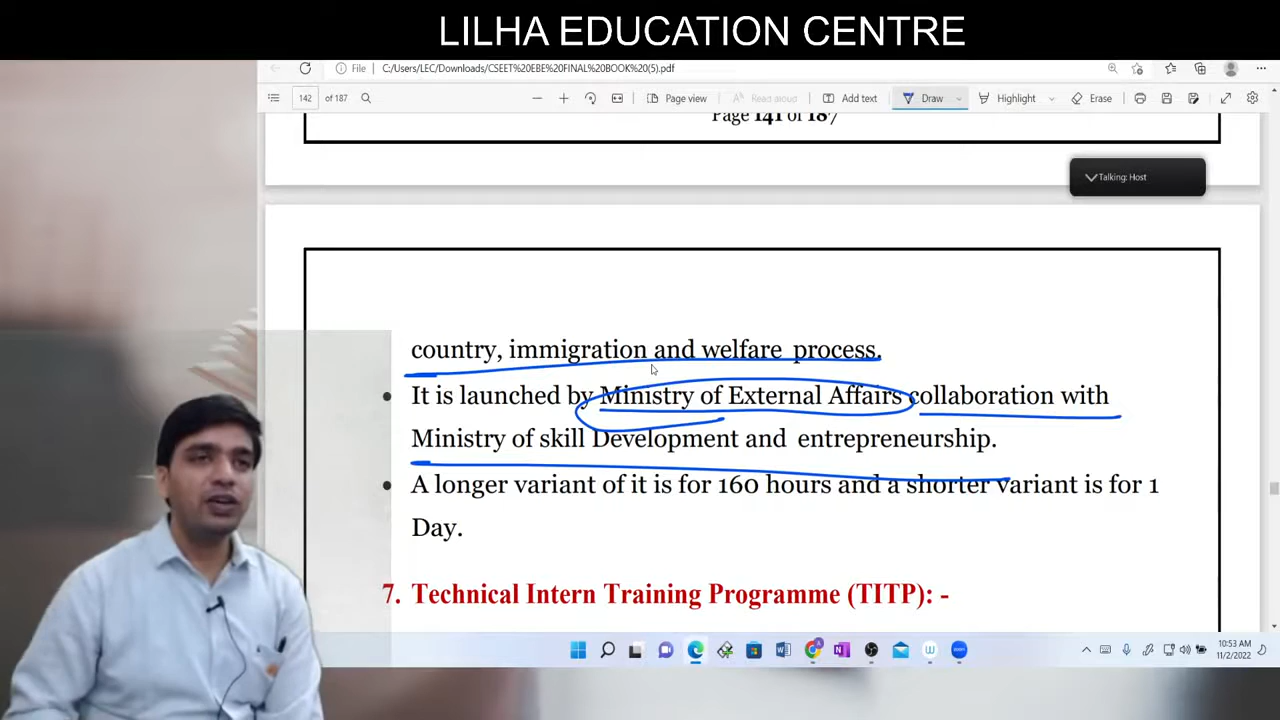 LILHA EDUCATION CENTRE
File C:/Users/LEC/Downloads/CSEET%20EBE%20FINAL%20BOOK%20(5).pdf
142 of 187 Page view Read aloud Add text Draw Highlight Erase
Page 141 of 187
Talking: Host
country, immigration and welfare process.
• It is launched by Ministry of External Affairs collaboration with
Ministry of skill Development and entrepreneurship.
• A longer variant of it is for 160 hours and a shorter variant is for 1
Day.
7. Technical Intern Training Programme (TITP): -
10:53 AM
11/2/2022